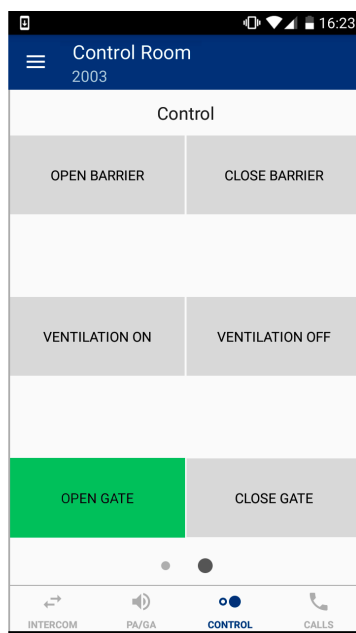 16:23
Control Room
2003
Control
OPEN BARRIER CLOSE BARRIER
VENTILATION ON VENTILATION OFF
OPEN GATE CLOSE GATE
INTERCOM PA/GA CONTROL CALLS